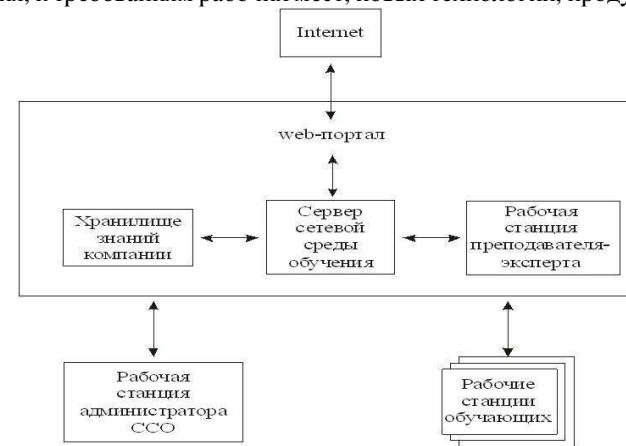 Internet
web-портал
Хранилище
знаний
компании
Сервер
сетевой
среды
обучения
Рабочая
станция
преподавателя-
эксперта
Рабочая
станция
администратора
ССО
Рабочие
станции
обучающих